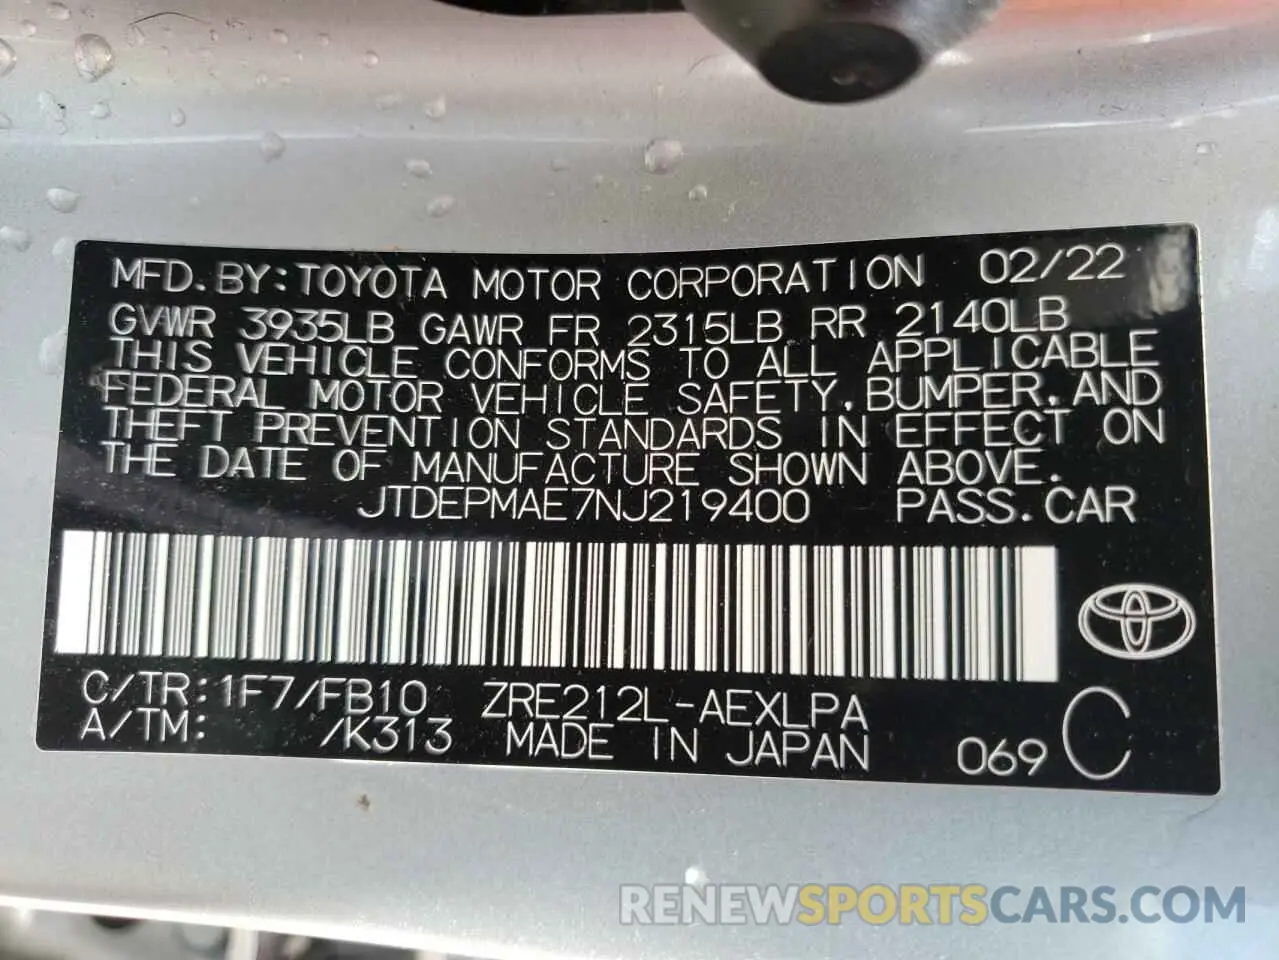 MFD. BY: TOYOTA MOTOR CORPORATION 02/22
GVWR 3935LB GAWR FR 2315LB RR 2140LB
THIS VEHICLE CONFORMS TO ALL APPLICABLE
FEDERAL MOTOR VEHICLE SAFETY, BUMPER, AND
THEFT PREVENTION STANDARDS IN EFFECT ON
THE DATE OF MANUFACTURE SHOWN ABOVE.
JTDEPMAE7NJ219400 PASS. CAR
C/TR: 1F7/FB10 ZRE212L-AEXLPA
A/TM: /K313 MADE IN JAPAN 069 C
RENEWSPORTSCARS.COM